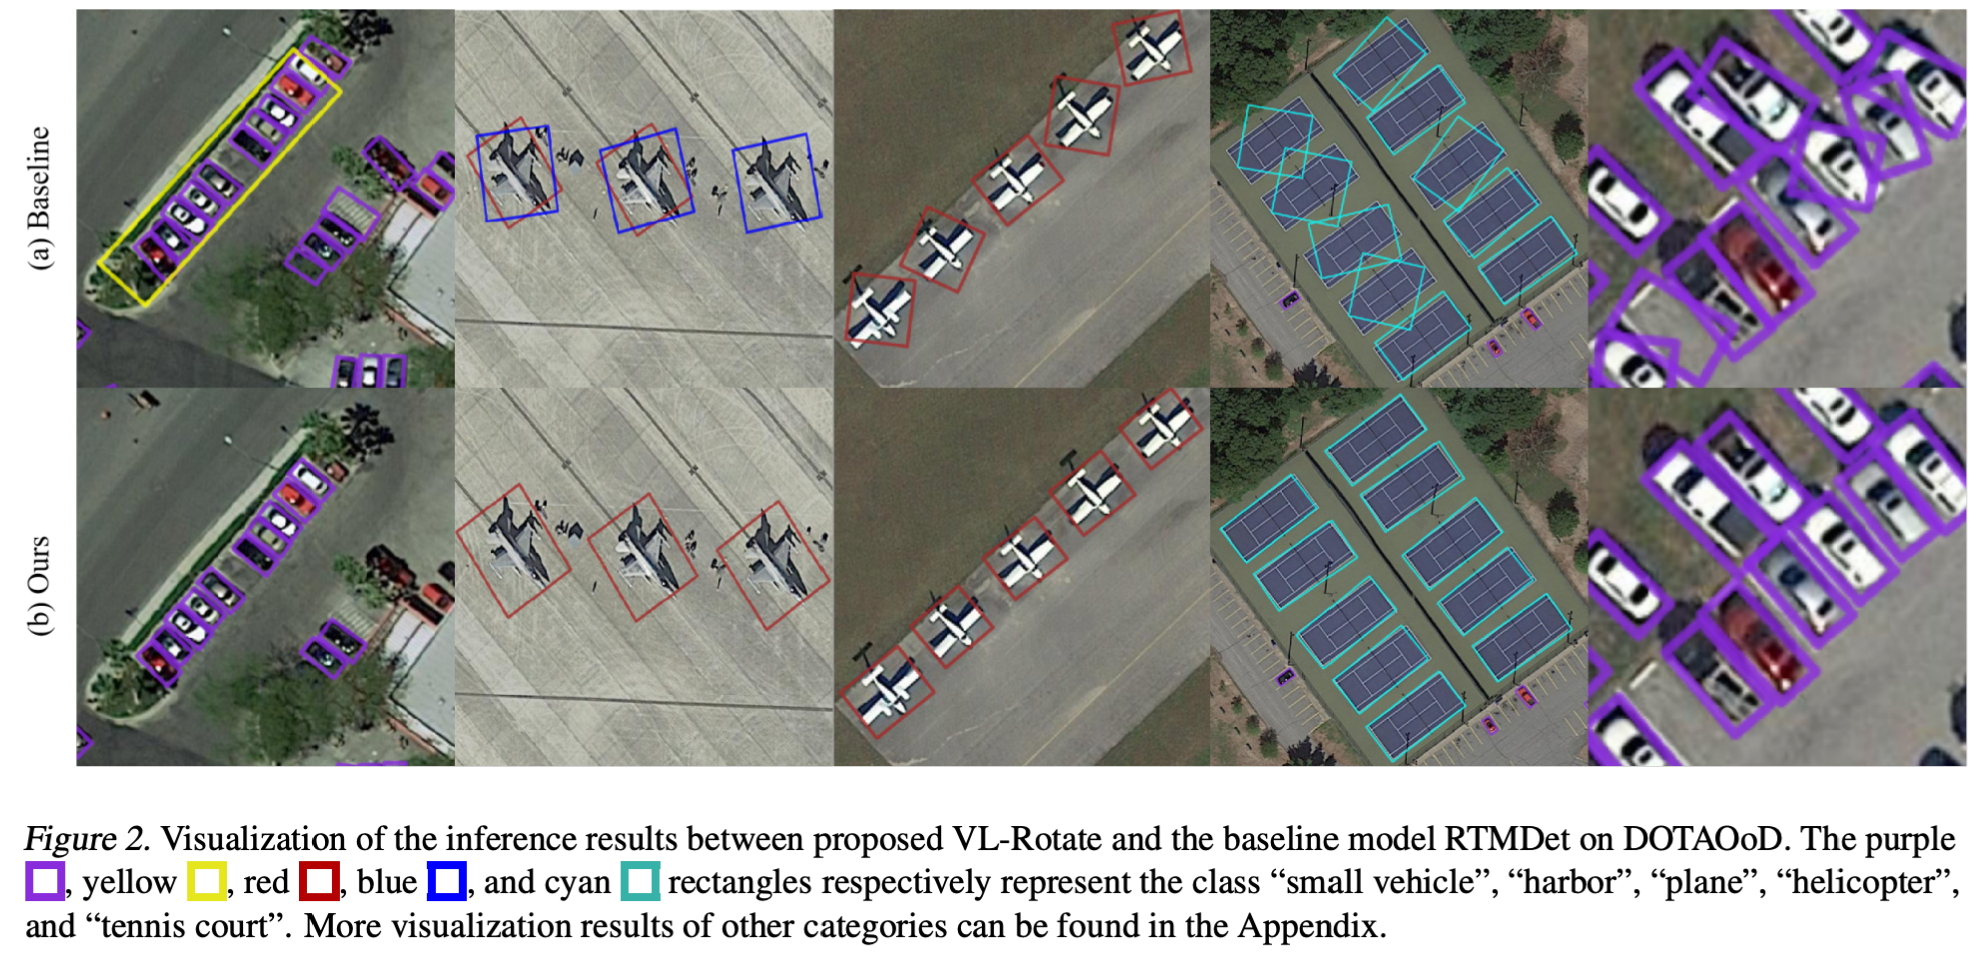 (a) Baseline
(b) Ours
Figure 2. Visualization of the inference results between proposed VL-Rotate and the baseline model RTMDet on DOTAOoD. The purple
, yellow , red , blue , and cyan rectangles respectively represent the class “small vehicle”, “harbor”, “plane”, “helicopter”,
and “tennis court”. More visualization results of other categories can be found in the Appendix.